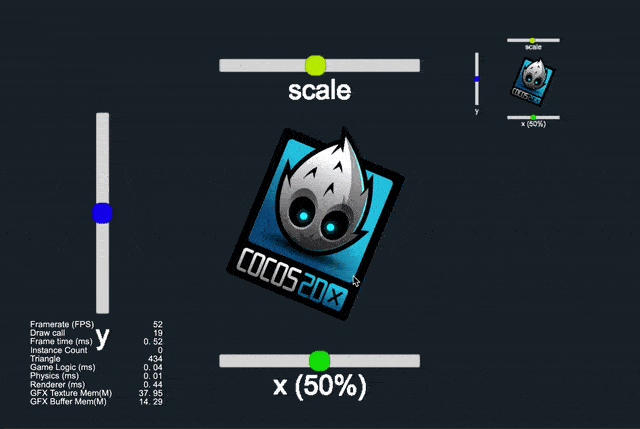 scale
COCOS2DX
x (50%)
y
scale
COCOS2DX
y
x (50%)
Framerate (FPS) 52
Draw call 19
Frame time (ms) 0. 52
Instance Count 0
Triangle 434
Game Logic (ms) 0. 04
Physics (ms) 0. 01
Renderer (ms) 0. 44
GFX Texture Mem(M) 37. 95
GFX Buffer Mem(M) 14. 29